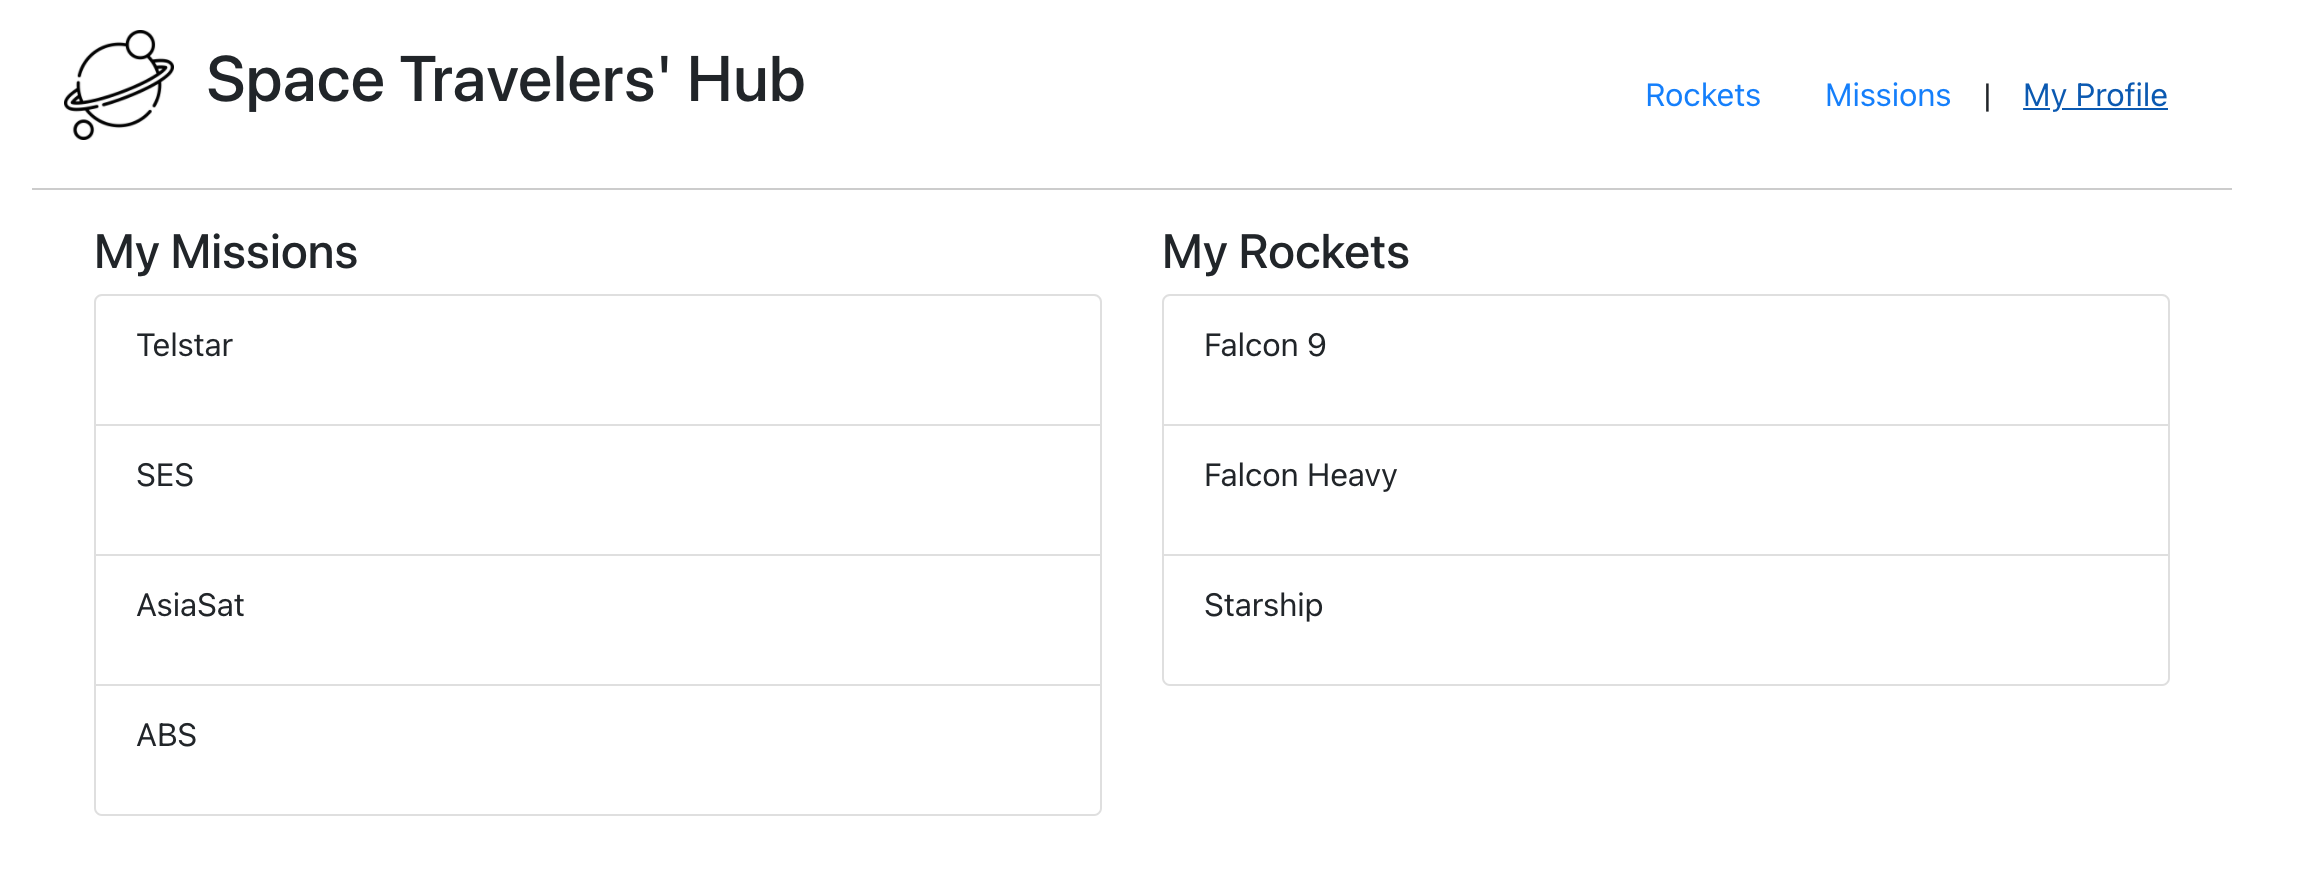 Space Travelers' Hub
Rockets Missions | My Profile
My Missions
Telstar
SES
AsiaSat
ABS
My Rockets
Falcon 9
Falcon Heavy
Starship